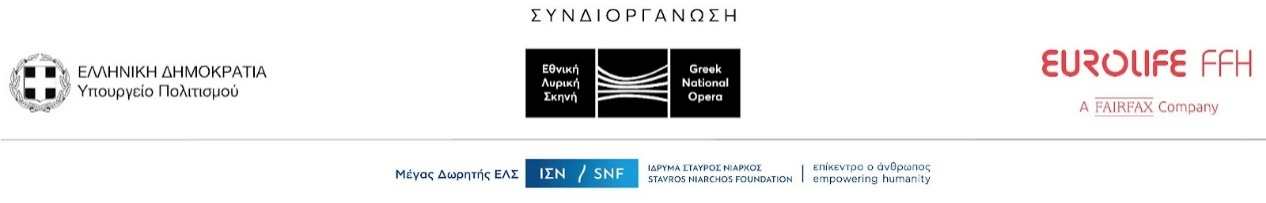 ΣΥΝΔΙΟΡΓΑΝΩΣΗ
ΕΛΛΗΝΙΚΗ ΔΗΜΟΚΡΑΤΙΑ
Υπουργείο Πολιτισμού
Εθνική
Λυρική
Σκηνή
Greek
National
Opera
EUROLIFE FFH
A FAIRFAX Company
Μέγας Δωρητής ΕΛΣ
ΙΣΝ / SNF
ΙΔΡΥΜΑ ΣΤΑΥΡΟΣ ΝΙΑΡΧΟΣ
STAVROS NIARCHOS FOUNDATION
επίκεντρο ο άνθρωπος
empowering humanity